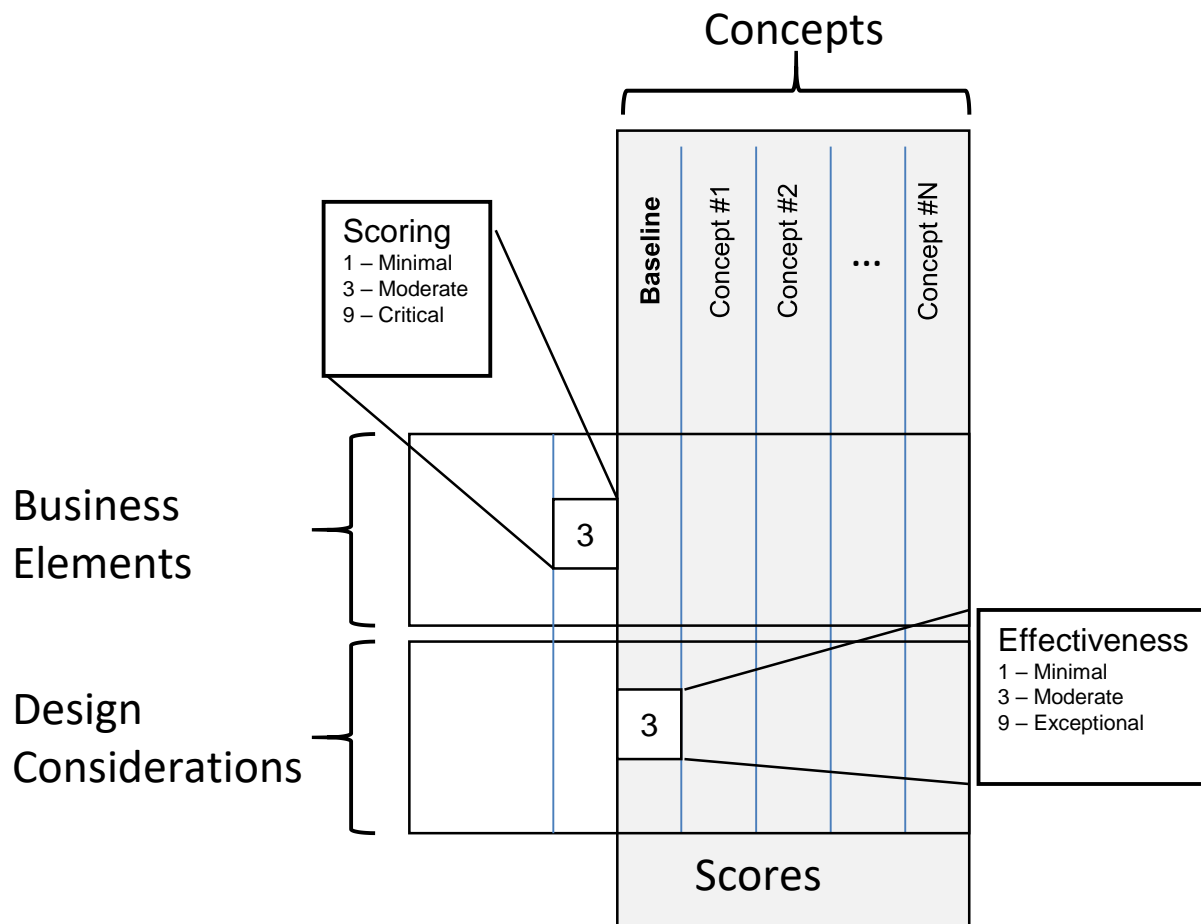 Concepts
Baseline
Concept #1
Concept #2
...
Concept #N
Scoring
1 – Minimal
3 – Moderate
9 – Critical
Business
Elements
3
Effectiveness
1 – Minimal
3 – Moderate
9 – Exceptional
Design
Considerations
3
Scores